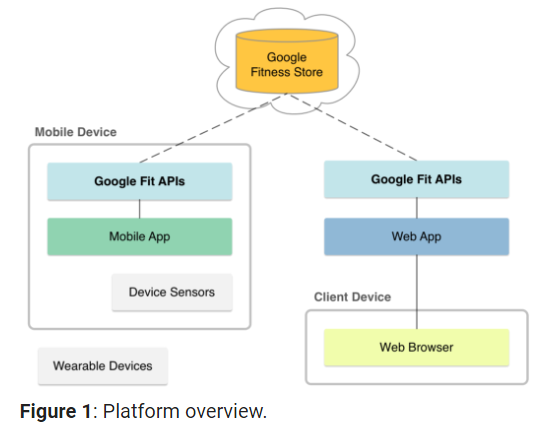 Google
Fitness Store
Mobile Device
Google Fit APIs
Google Fit APIs
Mobile App
Web App
Device Sensors
Client Device
Web Browser
Wearable Devices
Figure 1: Platform overview.